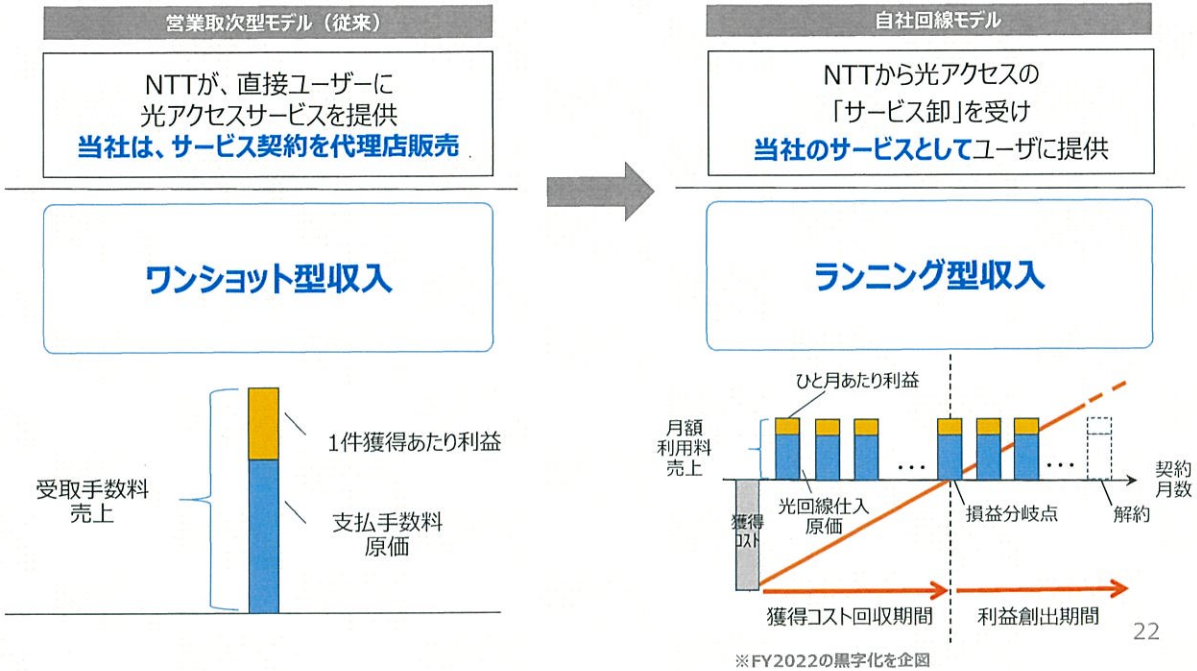 営業取次型モデル（従来）
NTTが、直接ユーザーに
光アクセスサービスを提供
当社は、サービス契約を代理店販売
ワンショット型収入
1件獲得あたり利益
受取手数料
売上
支払手数料
原価
自社回線モデル
NTTから光アクセスの
「サービス卸」を受け
当社のサービスとしてユーザに提供
ランニング型収入
ひと月あたり利益
月額
利用料
売上
…
…
契約
月数
獲得
コスト
光回線仕入
原価
損益分岐点
解約
獲得コスト回収期間
利益創出期間
22
※FY2022の黒字化を企図